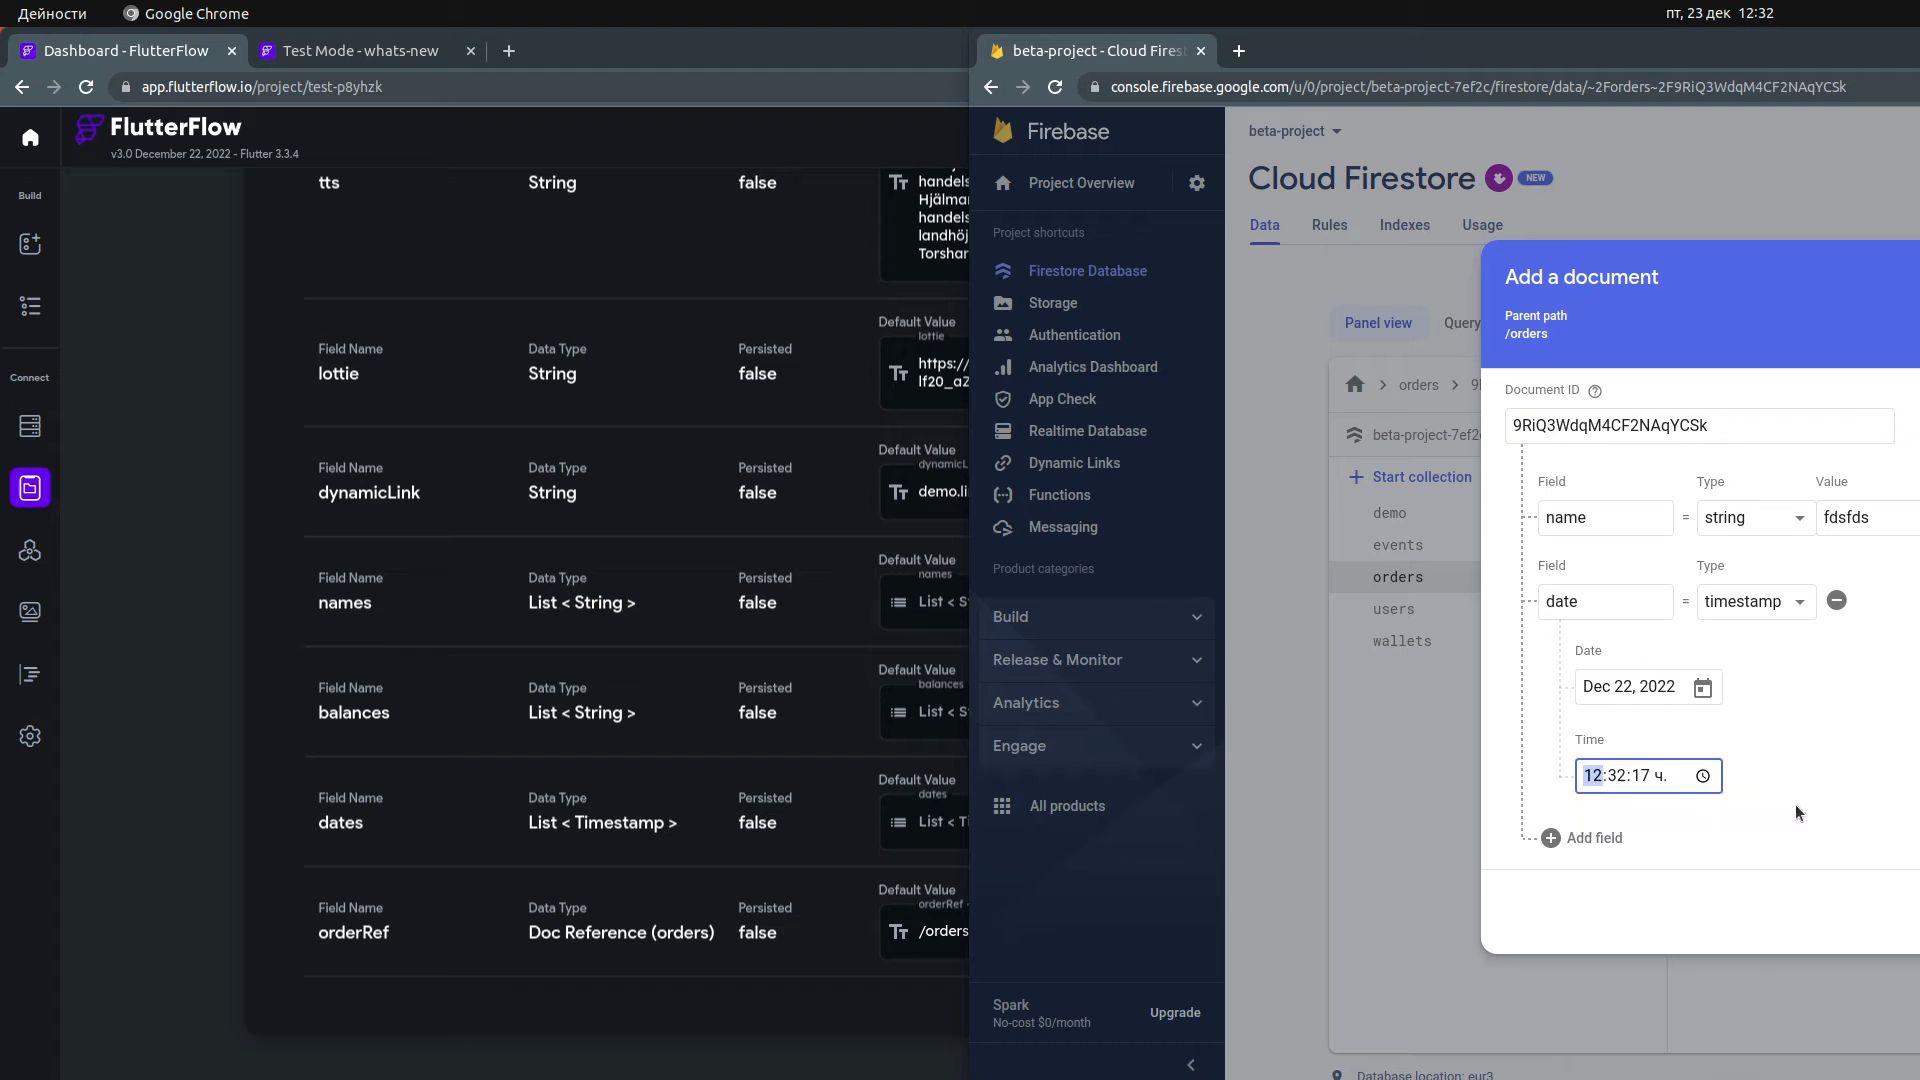 Дейности
Google Chrome
пт, 23 дек 12:32
Dashboard - FlutterFlow
Test Mode - whats-new
app.flutterflow.io/project/test-p8yhzk
FlutterFlow
v3.0 December 22, 2022 - Flutter 3.3.4
Build
Connect
tts
String
false
handels
Hjälmar
handels
landhöj
Torshar
Field Name
lottie
Data Type
String
Persisted
false
Default Value
lottie
https://
lf20_aZ
Field Name
dynamicLink
Data Type
String
Persisted
false
Default Value
dynamicL
demo.li
Field Name
names
Data Type
List < String >
Persisted
false
Default Value
names
List < S
Field Name
balances
Data Type
List < String >
Persisted
false
Default Value
balances
List < S
Field Name
dates
Data Type
List < Timestamp >
Persisted
false
Default Value
dates
List < Ti
Field Name
orderRef
Data Type
Doc Reference (orders)
Persisted
false
Default Value
orderRef -
/orders
beta-project - Cloud Firest
console.firebase.google.com/u/0/project/beta-project-7ef2c/firestore/data/~2Forders~2F9RiQ3WdqM4CF2NAqYCSk
Firebase
Project Overview
Project shortcuts
Firestore Database
Storage
Authentication
Analytics Dashboard
App Check
Realtime Database
Dynamic Links
Functions
Messaging
Product categories
Build
Release & Monitor
Analytics
Engage
All products
Spark
No-cost $0/month
Upgrade
beta-project
Cloud Firestore
NEW
Data
Rules
Indexes
Usage
Panel view
Query
orders
beta-project-7ef2c
Start collection
demo
events
orders
users
wallets
Database location: eur3
Add a document
Parent path
/orders
Document ID
9RiQ3WdqM4CF2NAqYCSk
Field
Type
Value
name
=
string
fdsfds
Field
Type
date
=
timestamp
Date
Dec 22, 2022
Time
12:32:17 ч.
Add field